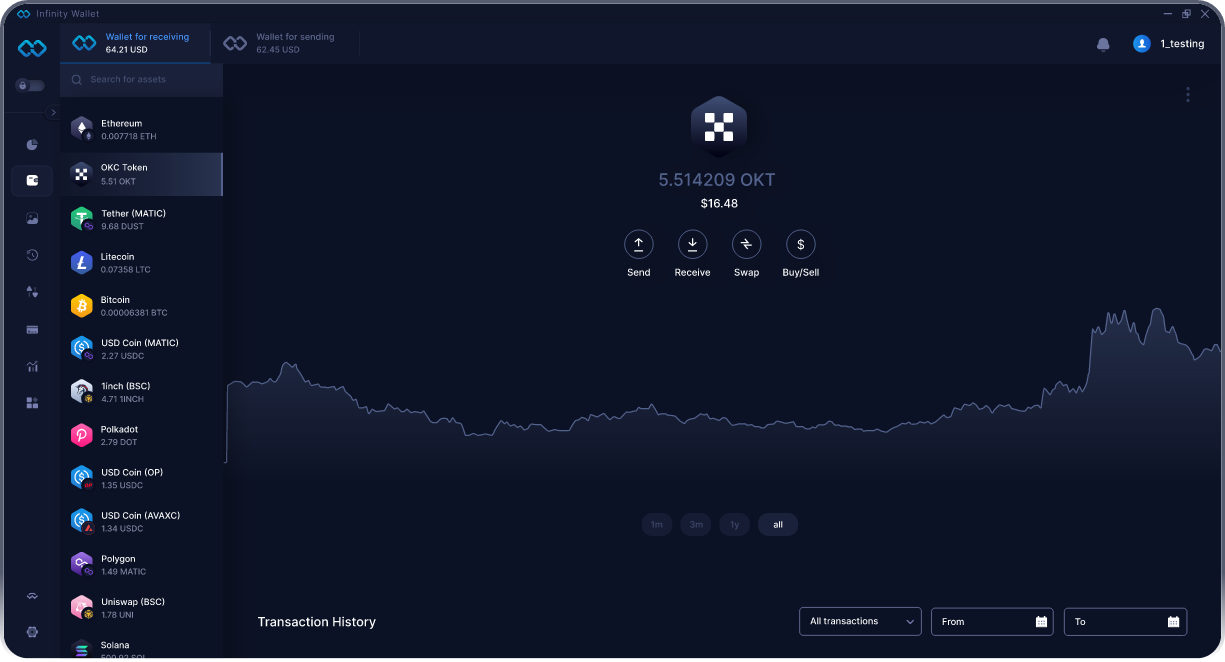 Infinity Wallet
Wallet for receiving
64.21 USD
Wallet for sending
62.45 USD
1_testing
Search for assets
Ethereum
0.007718 ETH
OKC Token
5.51 OKT
Tether (MATIC)
9.68 DUST
Litecoin
0.07358 LTC
Bitcoin
0.00006381 BTC
USD Coin (MATIC)
2.27 USDC
1inch (BSC)
4.71 1INCH
Polkadot
2.79 DOT
USD Coin (OP)
1.35 USDC
USD Coin (AVAXC)
1.34 USDC
Polygon
1.49 MATIC
Uniswap (BSC)
1.78 UNI
Solana
5.514209 OKT
$16.48
Send Receive Swap Buy/Sell
1m 3m 1y all
Transaction History
All transactions
From
To